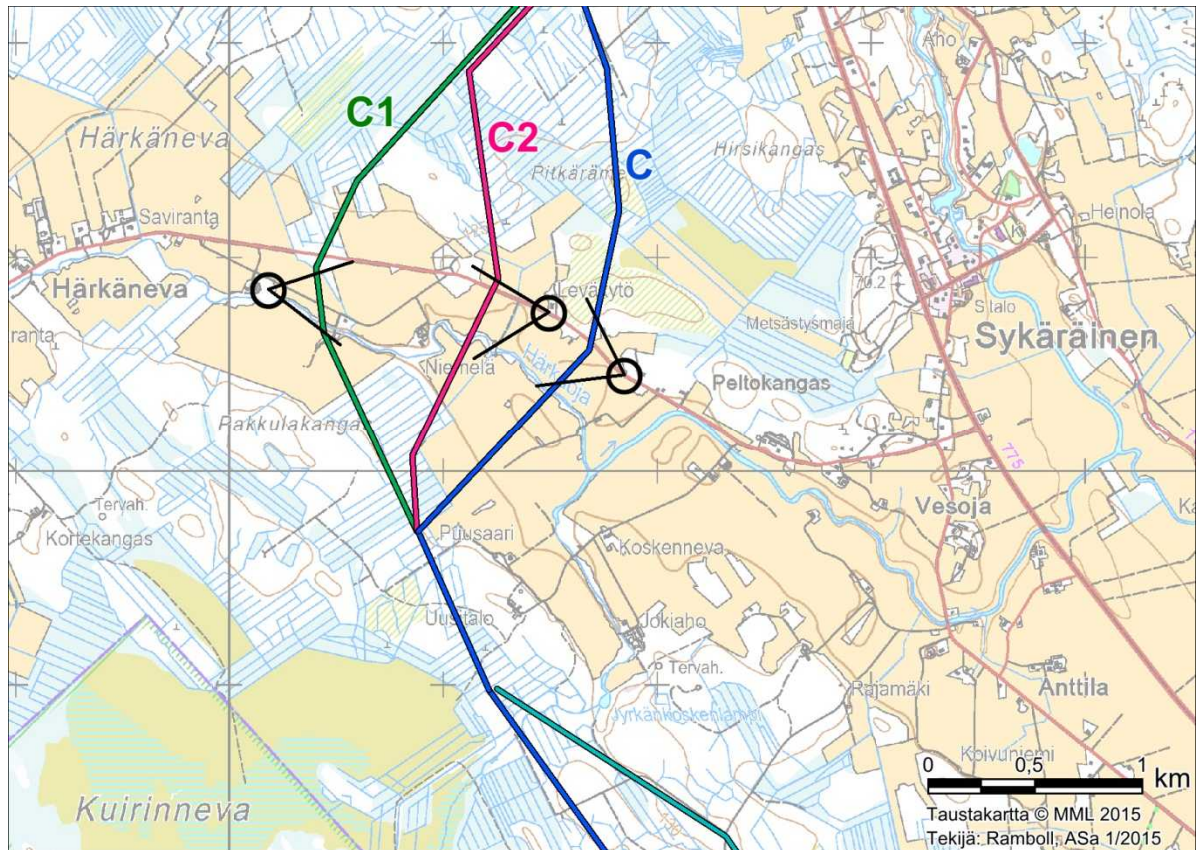 Aho
C1
Härkäneva
C2
Pitkäräme
C
Hirsikangas
Saviranta
Heinola
Härkäneva
Leväkytö
70.2
S talo
Metsästysmaja
Sykäräinen
ranta
Niemelä
Härkäoja
Peltokangas
Pakkulakangas
775
Tervah.
Kortekangas
Vesoja
Puusaari
Koskenneva
Uusitalo
Jokiaho
Tervah.
Rajamäki
Anttila
Jyrkänkoskenlampi
Koivuniemi
Kuirinneva
0 0,5 1
km
Taustakartta © MML 2015
Tekijä: Ramboll, ASa 1/2015